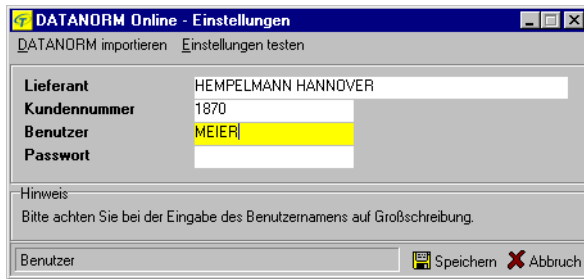 DATANORM Online - Einstellungen
DATANORM importieren Einstellungen testen
Lieferant HEMPELMANN HANNOVER
Kundennummer 1870
Benutzer MEIER
Passwort
Hinweis
Bitte achten Sie bei der Eingabe des Benutzernamens auf Großschreibung.
Benutzer Speichern Abbruch